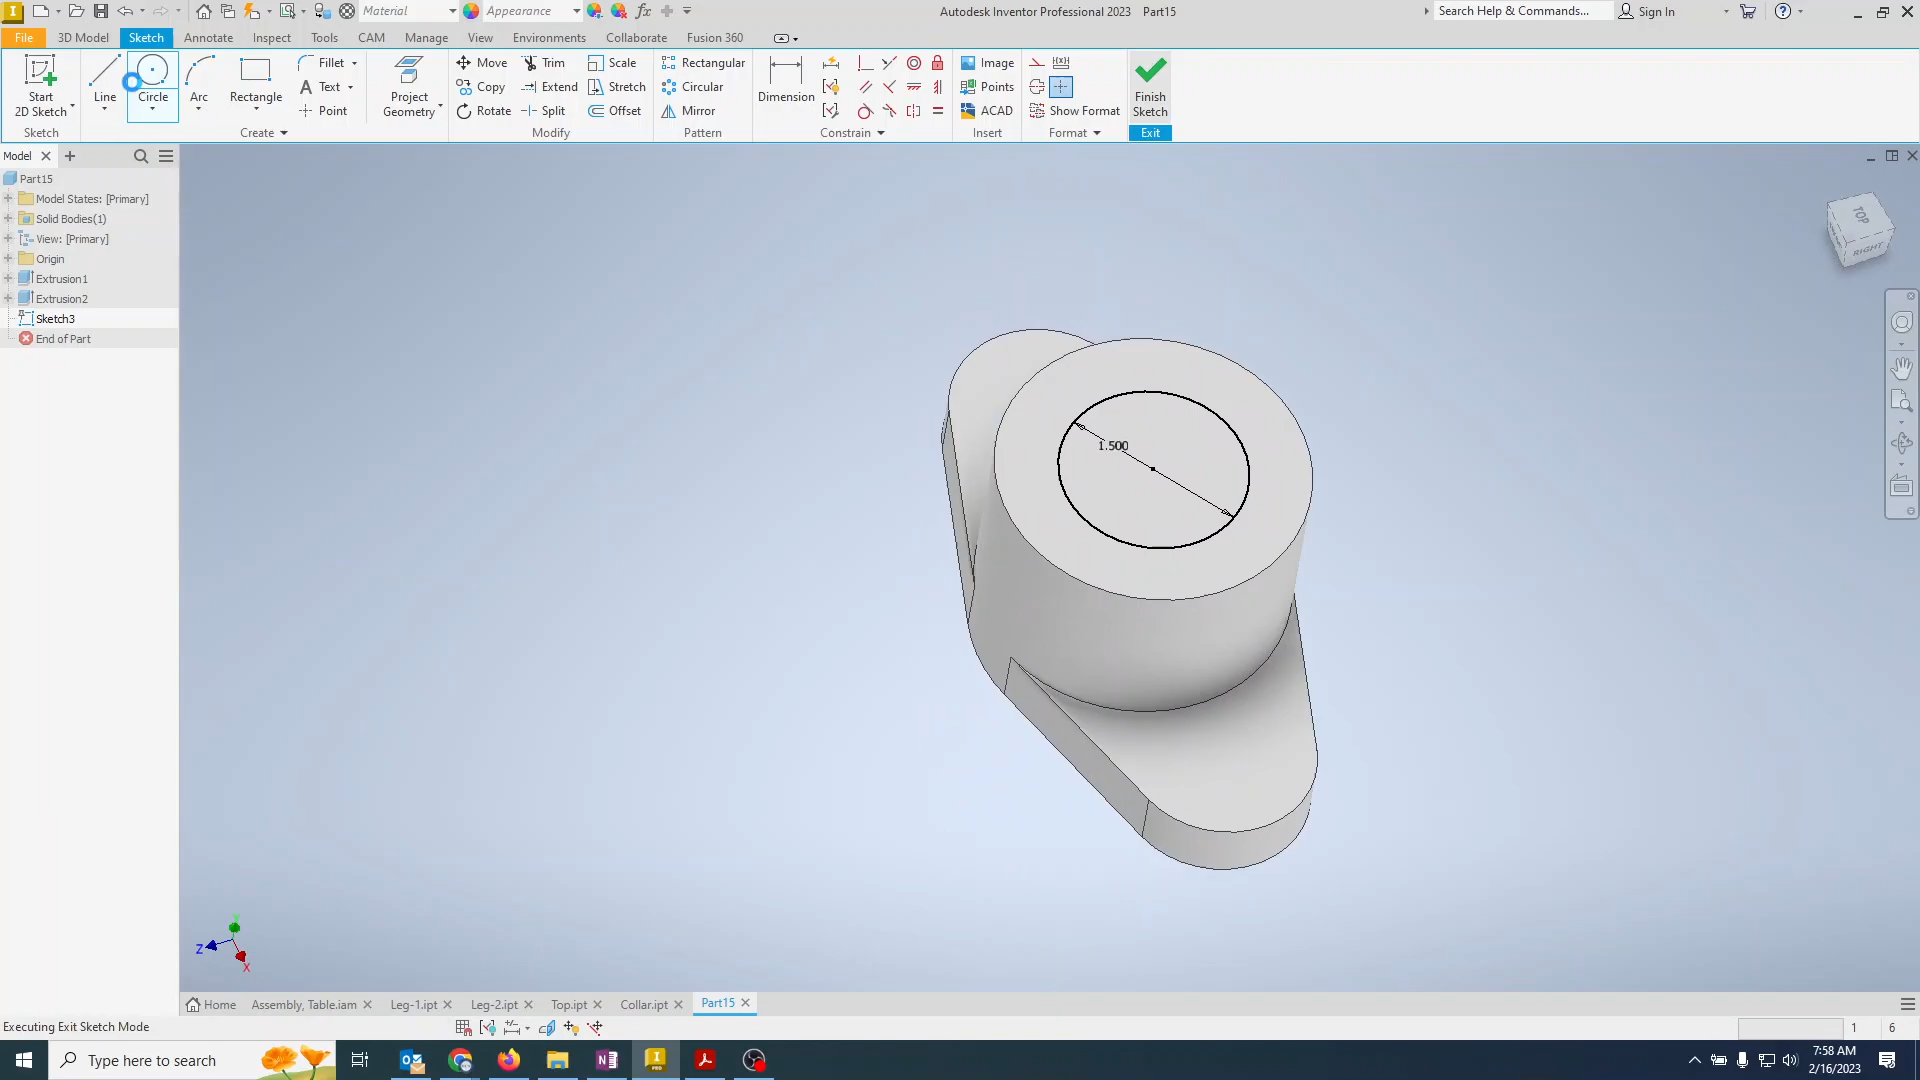 Material
Appearance
fx
Autodesk Inventor Professional 2023 Part15
Search Help & Commands...
Sign In
File
3D Model
Sketch
Annotate
Inspect
Tools
CAM
Manage
View
Environments
Collaborate
Fusion 360
Start
2D Sketch
Sketch
Line
Circle
Arc
Rectangle
Fillet
Text
Point
Create
Project
Geometry
Move
Copy
Rotate
Trim
Extend
Split
Scale
Stretch
Offset
Modify
Rectangular
Circular
Mirror
Pattern
Dimension
Constrain
Image
Points
ACAD
Insert
Show Format
Format
Finish
Sketch
Exit
Model
Part15
Model States: [Primary]
Solid Bodies(1)
View: [Primary]
Origin
Extrusion1
Extrusion2
Sketch3
End of Part
TOP
RIGHT
1.500
Y
Z
X
Home
Assembly, Table.iam
Leg-1.ipt
Leg-2.ipt
Top.ipt
Collar.ipt
Part15
Executing Exit Sketch Mode
1
6
Type here to search
7:58 AM
2/16/2023